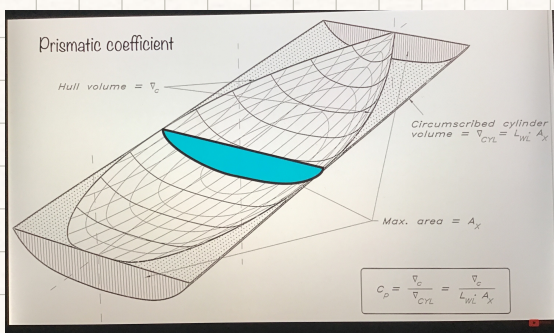 Prismatic coefficient
Hull volume = ∇c
Circumscribed cylinder
volume = ∇CYL = LWL· AX
Max. area = AX
CP = ∇c / ∇CYL = ∇c / LWL· AX